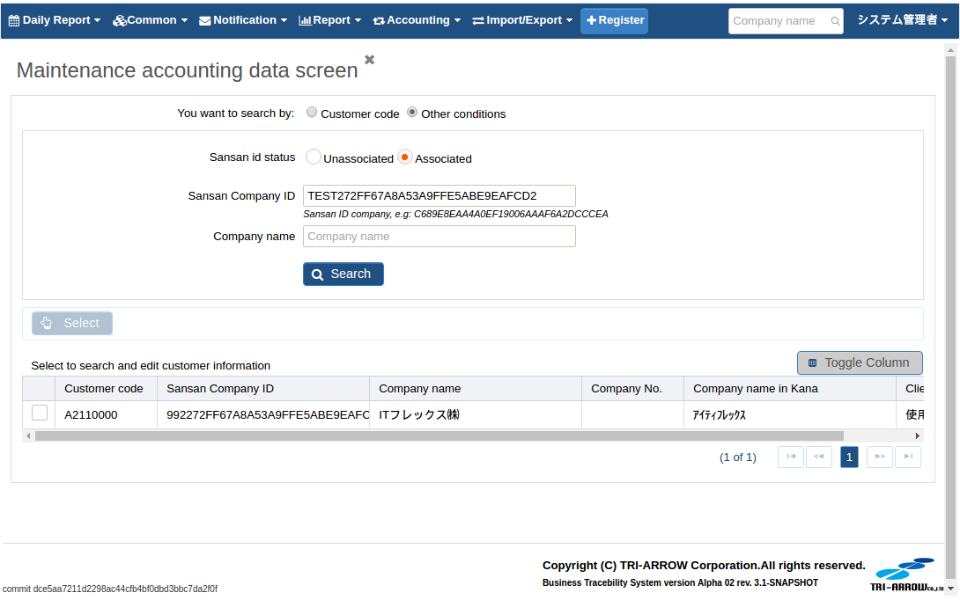 Daily Report Common Notification Report Accounting Import/Export Register Company name システム管理者
Maintenance accounting data screen
You want to search by: Customer code Other conditions
Sansan id status Unassociated Associated
Sansan Company ID TEST272FF67A8A53A9FFE5ABE9EAFCD2
Sansan ID company, e.g: C689E8EAA4A0EF19006AAAF6A2DCCCEA
Company name Company name
Search
Select
Select to search and edit customer information Toggle Column
Customer code Sansan Company ID Company name Company No. Company name in Kana Clie
A2110000 992272FF67A8A53A9FFE5ABE9EAFC ITフレックス㈱ ｱｲﾃｨﾌﾚｯｸｽ 使用
(1 of 1) 1
Copyright (C) TRI-ARROW Corporation.All rights reserved.
Business Tracebility System version Alpha 02 rev. 3.1-SNAPSHOT
TRI-ARROW Co.,Ltd
commit dce5aa7211d2298ac44cfb4bf0dbd3bbc7da2f0f